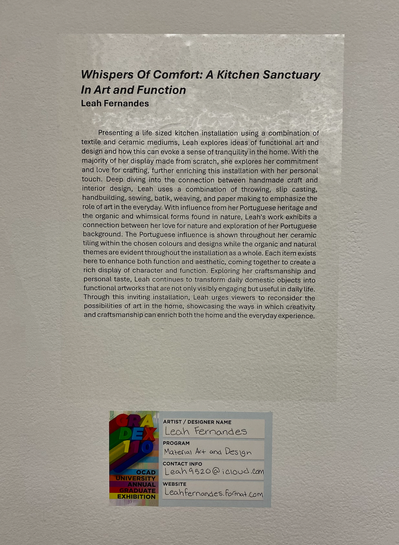 Whispers Of Comfort: A Kitchen Sanctuary
In Art and Function
Leah Fernandes
Presenting a life sized kitchen installation using a combination of
textile and ceramic mediums, Leah explores ideas of functional art and
design and how this can evoke a sense of tranquility in the home. With the
majority of her display made from scratch, she explores her commitment
and love for crafting, further enriching this installation with her personal
touch. Deep diving into the connection between handmade craft and
interior design, Leah uses a combination of throwing, slip casting,
handbuilding, sewing, batik, weaving, and paper making to emphasize the
role of art in the everyday. With influence from her Portuguese heritage and
the organic and whimsical forms found in nature, Leah's work exhibits a
connection between her love for nature and exploration of her Portuguese
background. The Portuguese influence is shown throughout her ceramic
tiling within the chosen colours and designs while the organic and natural
themes are evident throughout the installation as a whole. Each item exists
here to enhance both function and aesthetic, coming together to create a
rich display of character and function. Exploring her craftsmanship and
personal taste, Leah continues to transform daily domestic objects into
functional artworks that are not only visibly engaging but useful in daily life.
Through this inviting installation, Leah urges viewers to reconsider the
possibilities of art in the home, showcasing the ways in which creativity
and craftsmanship can enrich both the home and the everyday experience.
GRA
DEX
110
OCAD
UNIVERSITY
ANNUAL
GRADUATE
EXHIBITION
ARTIST / DESIGNER NAME
Leah Fernandes
PROGRAM
Material Art and Design
CONTACT INFO
Leah9520@icloud.com
WEBSITE
Leahfernandes.format.com